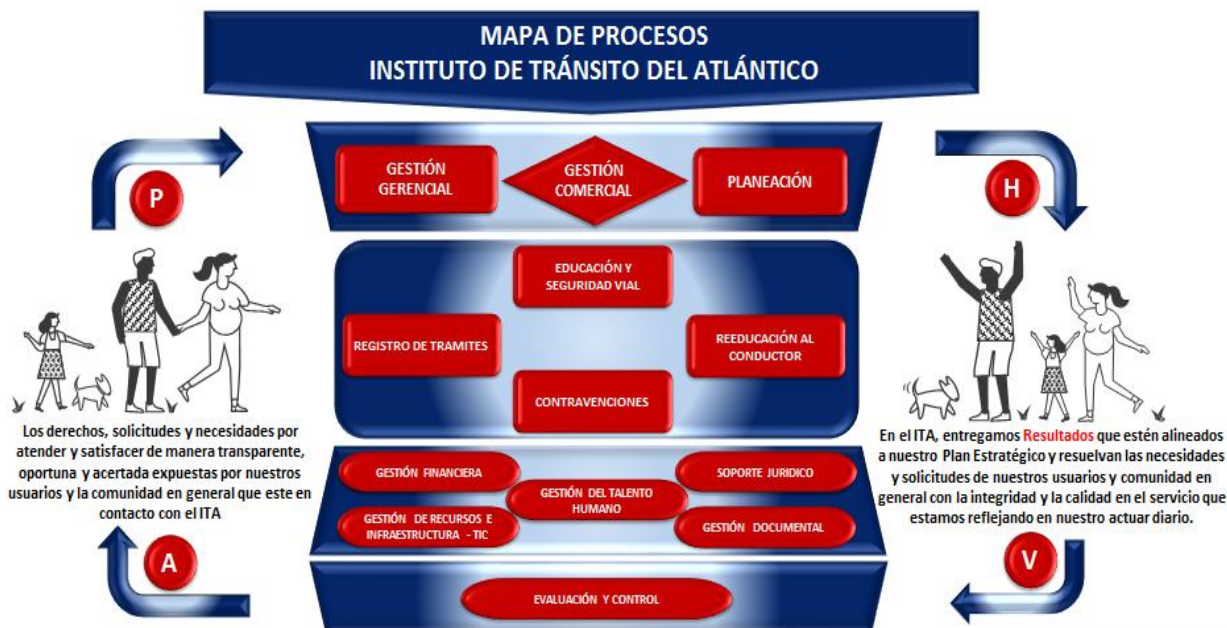 MAPA DE PROCESOS
INSTITUTO DE TRÁNSITO DEL ATLÁNTICO
P
GESTIÓN
GERENCIAL
GESTIÓN
COMERCIAL
PLANEACIÓN
H
EDUCACIÓN Y
SEGURIDAD VIAL
REGISTRO DE TRAMITES
REEDUCACIÓN AL
CONDUCTOR
CONTRAVENCIONES
Los derechos, solicitudes y necesidades por
atender y satisfacer de manera transparente,
oportuna y acertada expuestas por nuestros
usuarios y la comunidad en general que este en
contacto con el ITA
En el ITA, entregamos Resultados que estén alineados
a nuestro Plan Estratégico y resuelvan las necesidades
y solicitudes de nuestros usuarios y comunidad en
general con la integridad y la calidad en el servicio que
estamos reflejando en nuestro actuar diario.
GESTIÓN FINANCIERA
SOPORTE JURIDICO
GESTIÓN DEL TALENTO
HUMANO
GESTIÓN DE RECURSOS E
INFRAESTRUCTURA - TIC
GESTIÓN DOCUMENTAL
A
V
EVALUACIÓN Y CONTROL